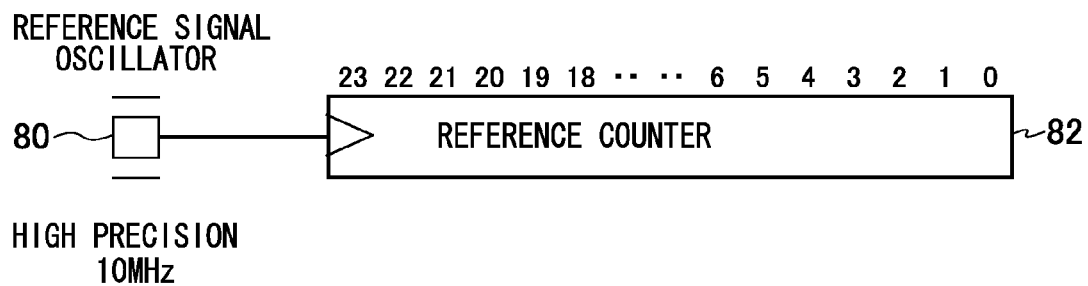 REFERENCE SIGNAL
OSCILLATOR
23 22 21 20 19 18 ·· ·· 6 5 4 3 2 1 0
80 REFERENCE COUNTER 82
HIGH PRECISION
10MHz